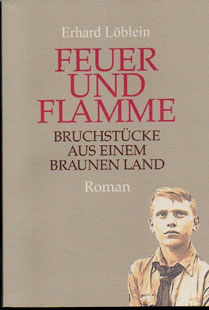 Erhard Löblein
FEUER
UND
FLAMME
BRUCHSTÜCKE
AUS EINEM
BRAUNEN LAND
Roman